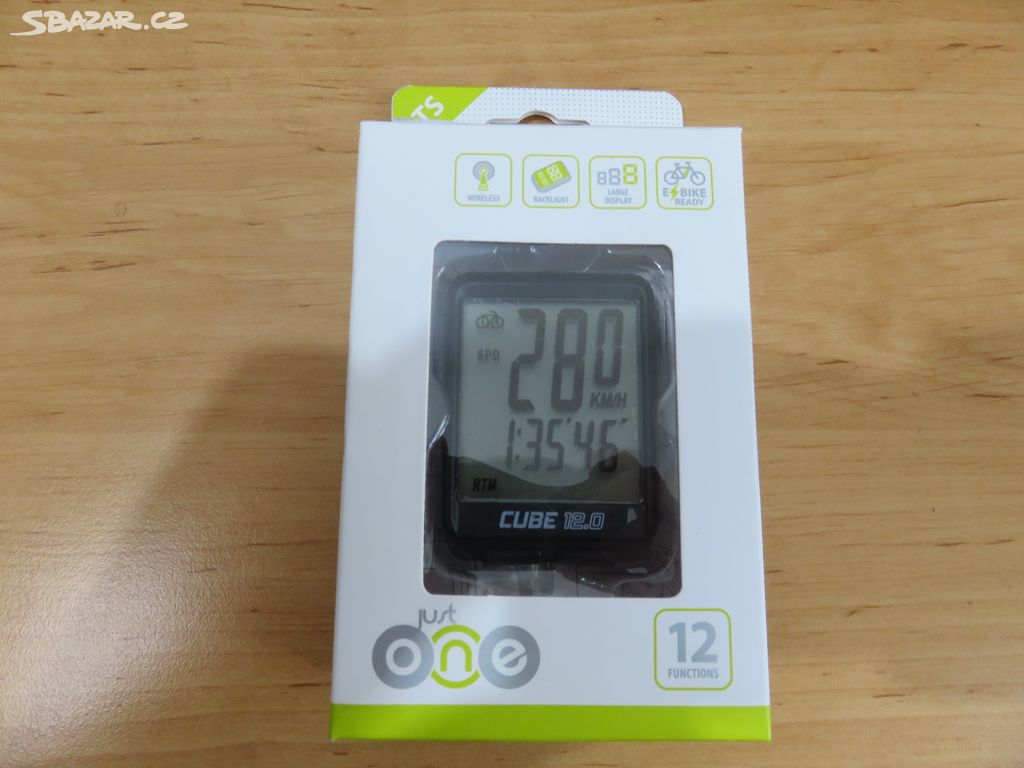 SBAZAR.CZ
TS
WIRELESS
BACKLIGHT
LARGE
DISPLAY
E BIKE
READY
SPD
280
KM/H
1:35'46"
RTM
CUBE 12.0
just
one
12
FUNCTIONS